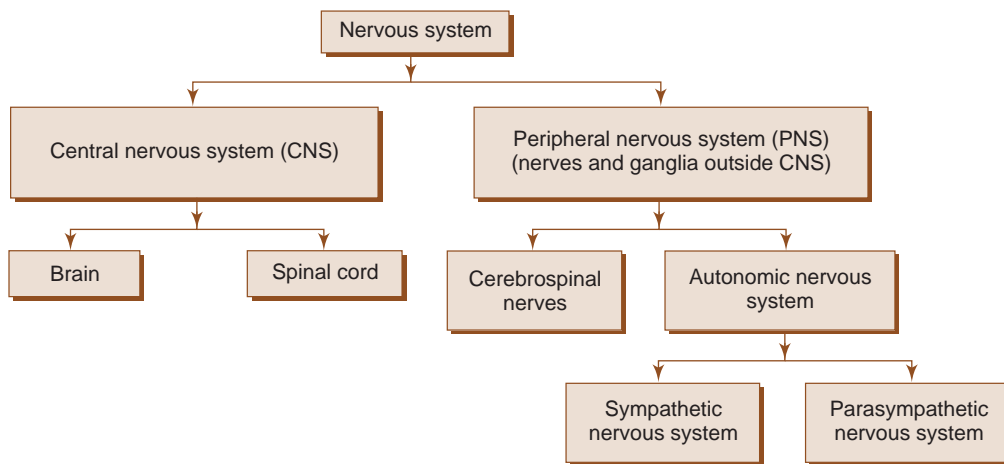 Nervous system
Central nervous system (CNS)
Peripheral nervous system (PNS)
(nerves and ganglia outside CNS)
Brain
Spinal cord
Cerebrospinal
nerves
Autonomic nervous
system
Sympathetic
nervous system
Parasympathetic
nervous system